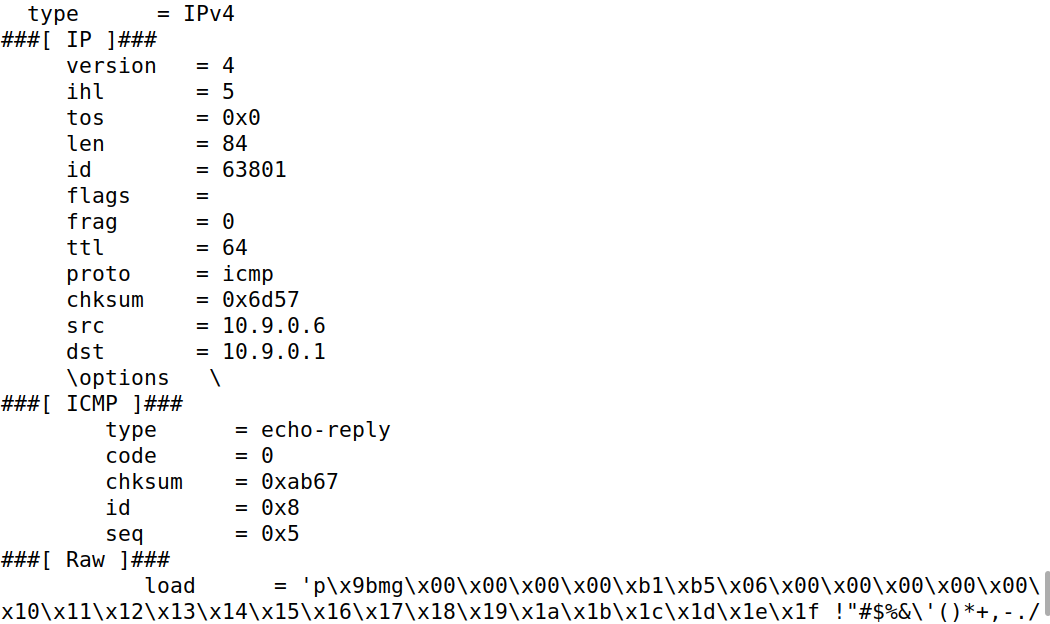 type      = IPv4
###[ IP ]###
     version   = 4
     ihl       = 5
     tos       = 0x0
     len       = 84
     id        = 63801
     flags     =
     frag      = 0
     ttl       = 64
     proto     = icmp
     chksum    = 0x6d57
     src       = 10.9.0.6
     dst       = 10.9.0.1
     \options   \
###[ ICMP ]###
        type      = echo-reply
        code      = 0
        chksum    = 0xab67
        id        = 0x8
        seq       = 0x5
###[ Raw ]###
           load      = 'p\x9bmg\x00\x00\x00\x00\xb1\xb5\x06\x00\x00\x00\x00\x00\
x10\x11\x12\x13\x14\x15\x16\x17\x18\x19\x1a\x1b\x1c\x1d\x1e\x1f !"#$%&\'()*+,-./